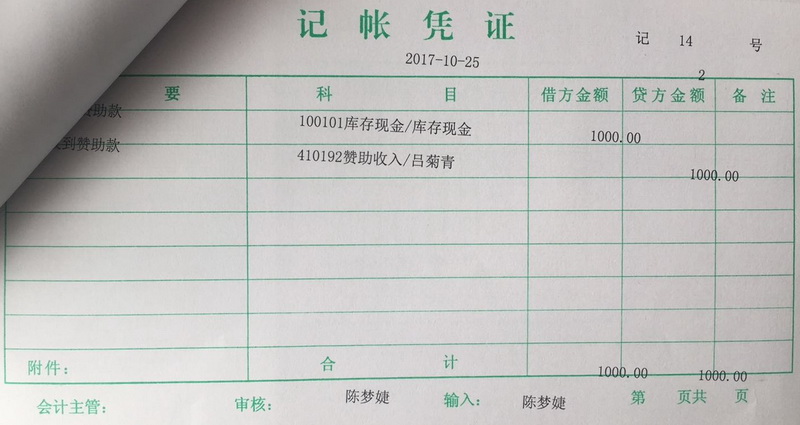 记帐凭证
记 14 号
2017-10-25
2
要 科目 借方金额 贷方金额 备注
赞助款 100101库存现金/库存现金 1000.00
到赞助款 410192赞助收入/吕菊青 1000.00
附件： 合计 1000.00 1000.00
会计主管： 审核： 陈梦婕 输入： 陈梦婕 第 页共 页